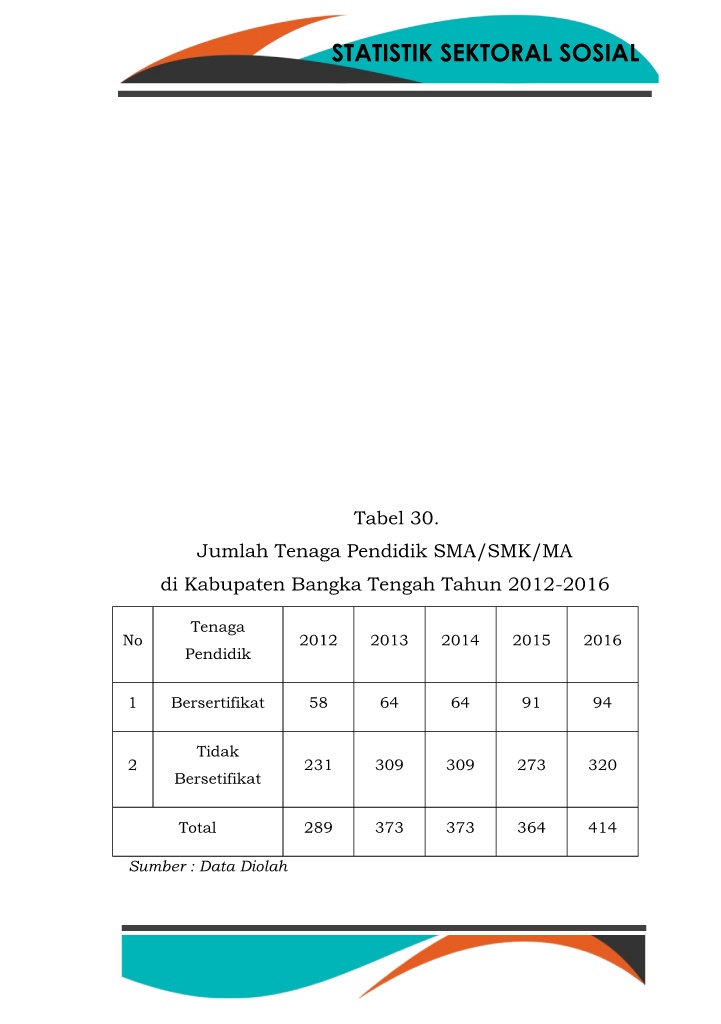 STATISTIK SEKTORAL SOSIAL
Tabel 30.
Jumlah Tenaga Pendidik SMA/SMK/MA
di Kabupaten Bangka Tengah Tahun 2012-2016
No Tenaga Pendidik 2012 2013 2014 2015 2016
1 Bersertifikat 58 64 64 91 94
2 Tidak Bersetifikat 231 309 309 273 320
Total 289 373 373 364 414
Sumber : Data Diolah